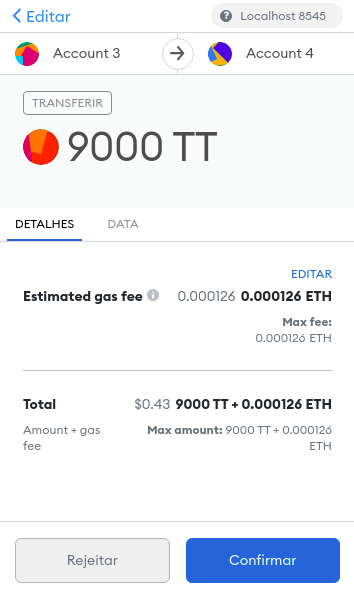 Editar
Localhost 8545
Account 3
Account 4
TRANSFERIR
9000 TT
DETALHES
DATA
EDITAR
Estimated gas fee 0.000126 0.000126 ETH
Max fee:
0.000126 ETH
Total $0.43 9000 TT + 0.000126 ETH
Amount + gas fee
Max amount: 9000 TT + 0.000126 ETH
Rejeitar
Confirmar